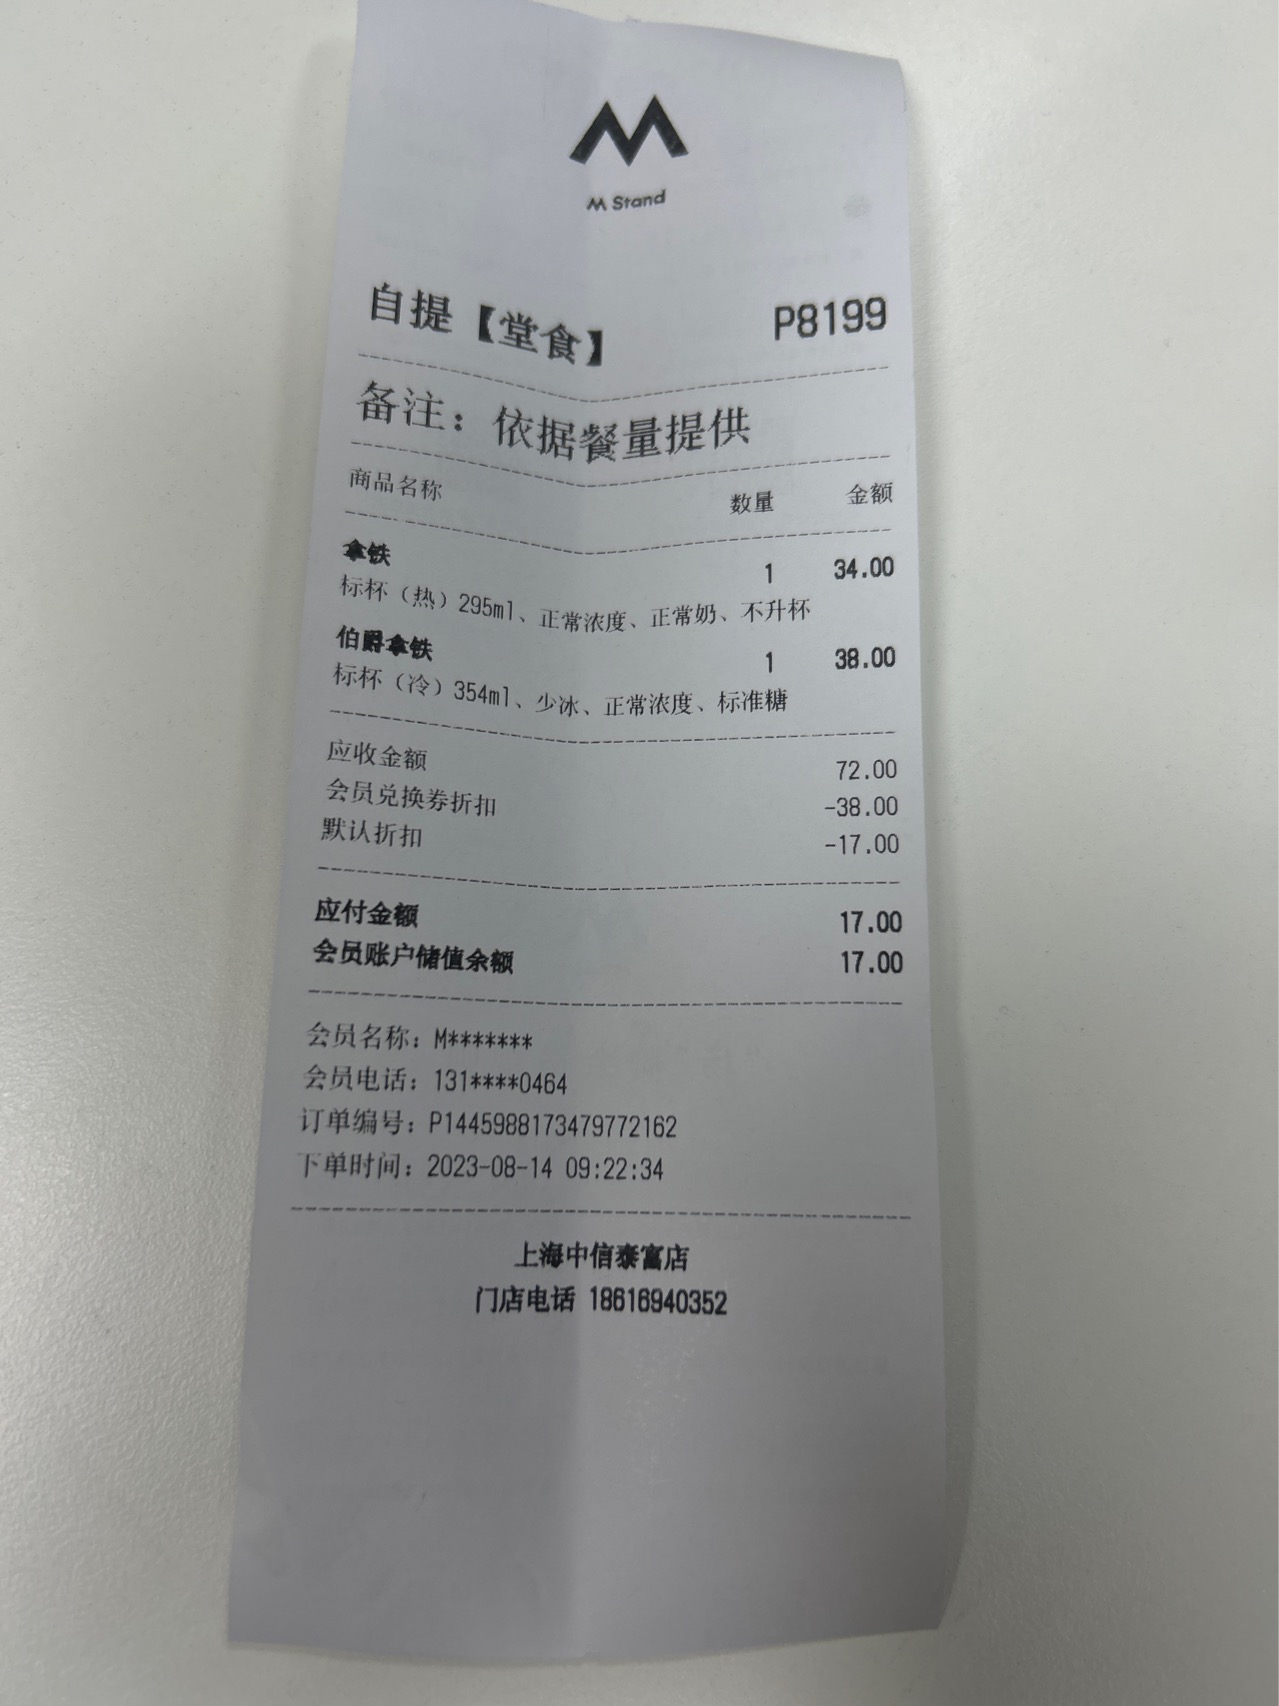 M Stand
自提【堂食】 P8199
备注：依据餐量提供
商品名称 数量 金额
拿铁 1 34.00
标杯（热）295ml、正常浓度、正常奶、不升杯
伯爵拿铁 1 38.00
标杯（冷）354ml、少冰、正常浓度、标准糖
应收金额 72.00
会员兑换券折扣 -38.00
默认折扣 -17.00
应付金额 17.00
会员账户储值余额 17.00
会员名称：M*******
会员电话：131****0464
订单编号：P1445988173479772162
下单时间：2023-08-14 09:22:34
上海中信泰富店
门店电话 18616940352